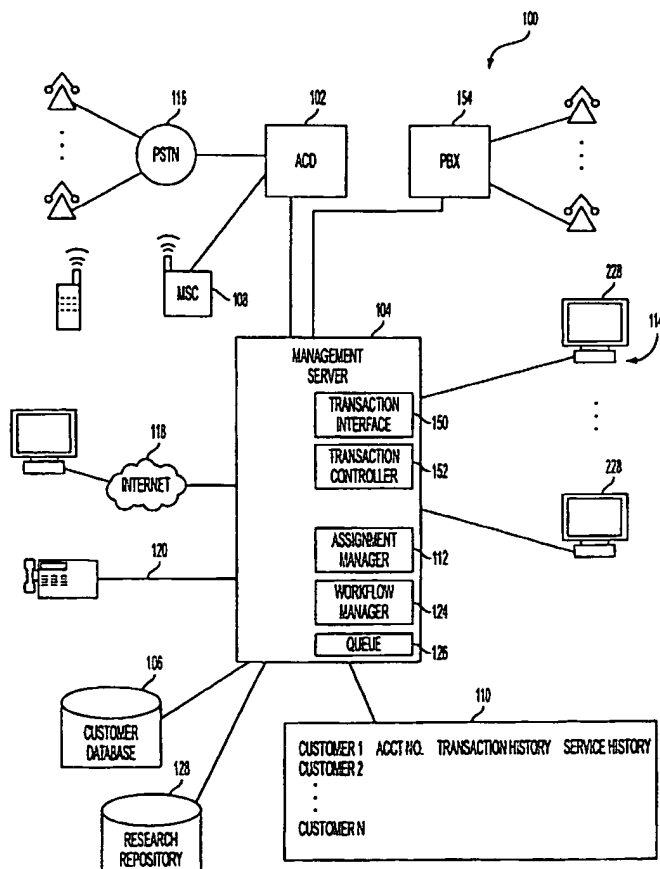 100
116
102
154
PSTN
ACD
PBX
MSC
108
228
114
104
MANAGEMENT
SERVER
TRANSACTION
INTERFACE
150
118
TRANSACTION
CONTROLLER
152
INTERNET
228
120
ASSIGNMENT
MANAGER
112
WORKFLOW
MANAGER
124
QUEUE
126
106
CUSTOMER
DATABASE
110
CUSTOMER 1 ACCT NO. TRANSACTION HISTORY SERVICE HISTORY
CUSTOMER 2
128
CUSTOMER N
RESEARCH
REPOSITORY